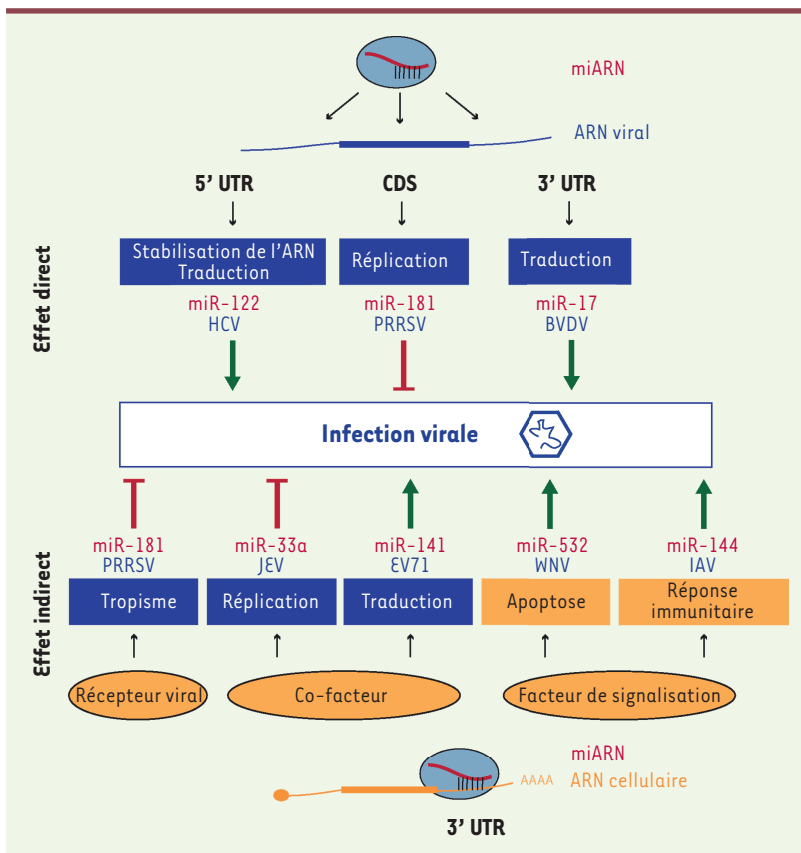 miARN
ARN viral
5' UTR CDS 3' UTR
Effet direct
Stabilisation de l'ARN
Traduction
Réplication
Traduction
miR-122 miR-181 miR-17
HCV PRRSV BVDV
Infection virale
Effet indirect
miR-181 miR-33a miR-141 miR-532 miR-144
PRRSV JEV EV71 WNV IAV
Tropisme
Réplication
Traduction
Apoptose
Réponse
immunitaire
Récepteur viral
Co-facteur
Facteur de signalisation
miARN
AAAA ARN cellulaire
3' UTR